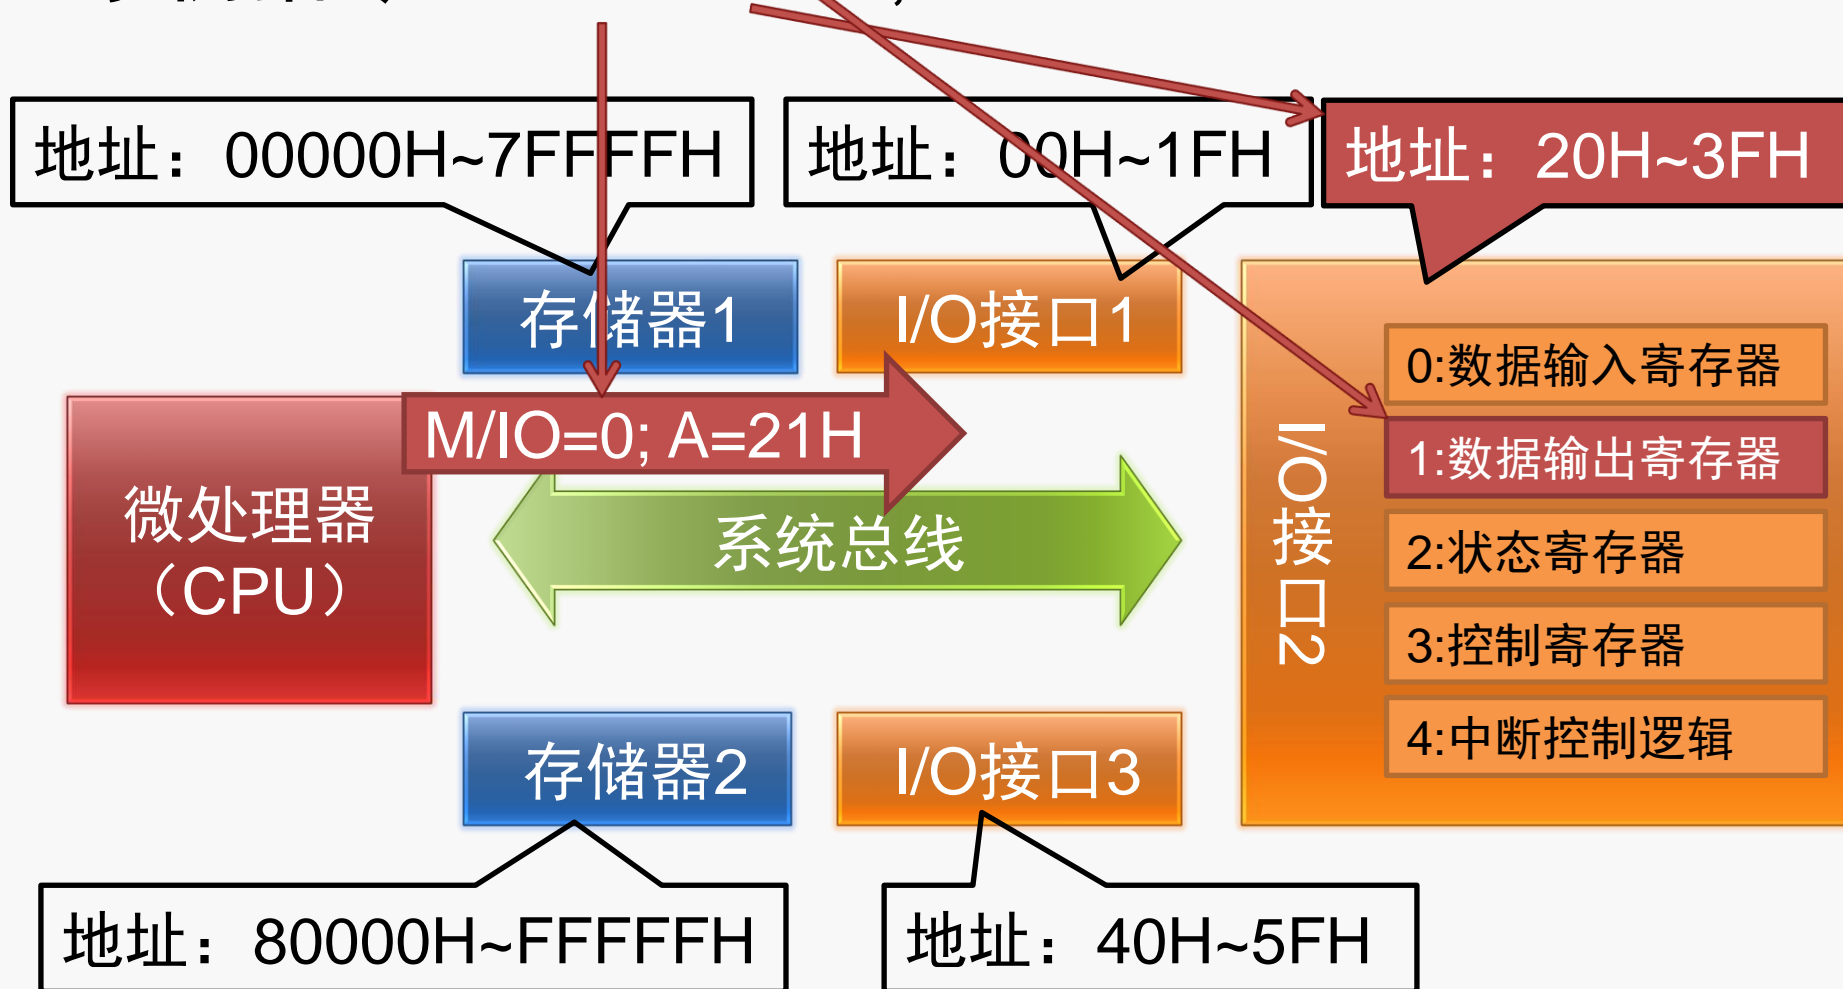 地址：00000H~7FFFFH
地址：00H~1FH
地址：20H~3FH
存储器1
I/O接口1
0:数据输入寄存器
M/IO=0; A=21H
1:数据输出寄存器
微处理器
（CPU）
系统总线
I/O接口2
2:状态寄存器
3:控制寄存器
4:中断控制逻辑
存储器2
I/O接口3
地址：80000H~FFFFFH
地址：40H~5FH